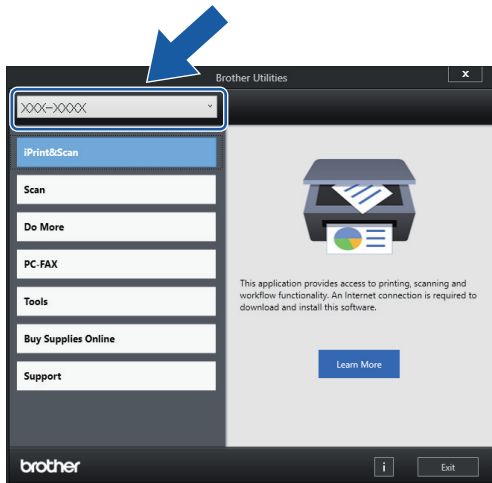 Brother Utilities
x
XXX-XXXX
iPrint&Scan
Scan
Do More
PC-FAX
Tools
Buy Supplies Online
Support
This application provides access to printing, scanning and
workflow functionality. An Internet connection is required to
download and install this software.
Learn More
brother
i
Exit